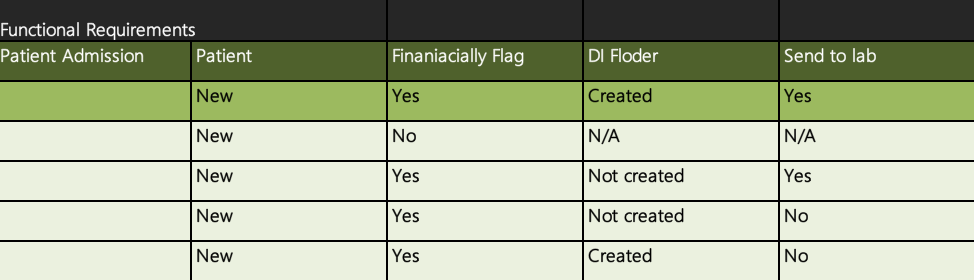 Functional Requirements
Patient Admission Patient Finaniacially Flag DI Floder Send to lab
New Yes Created Yes
New No N/A N/A
New Yes Not created Yes
New Yes Not created No
New Yes Created No